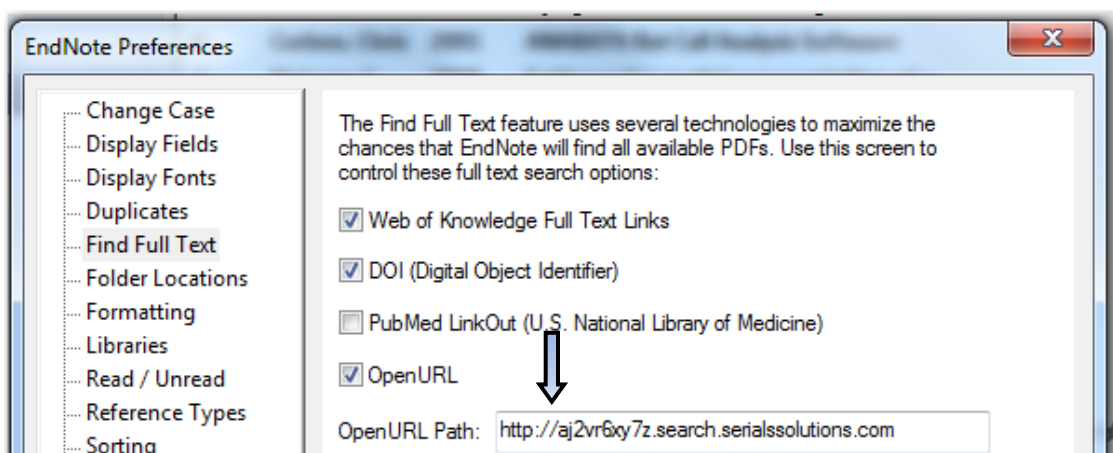 EndNote Preferences
Change Case
Display Fields
Display Fonts
Duplicates
Find Full Text
Folder Locations
Formatting
Libraries
Read / Unread
Reference Types
Sorting
The Find Full Text feature uses several technologies to maximize the
chances that EndNote will find all available PDFs. Use this screen to
control these full text search options:
Web of Knowledge Full Text Links
DOI (Digital Object Identifier)
PubMed LinkOut (U.S. National Library of Medicine)
OpenURL
OpenURL Path: http://aj2vr6xy7z.search.serialssolutions.com